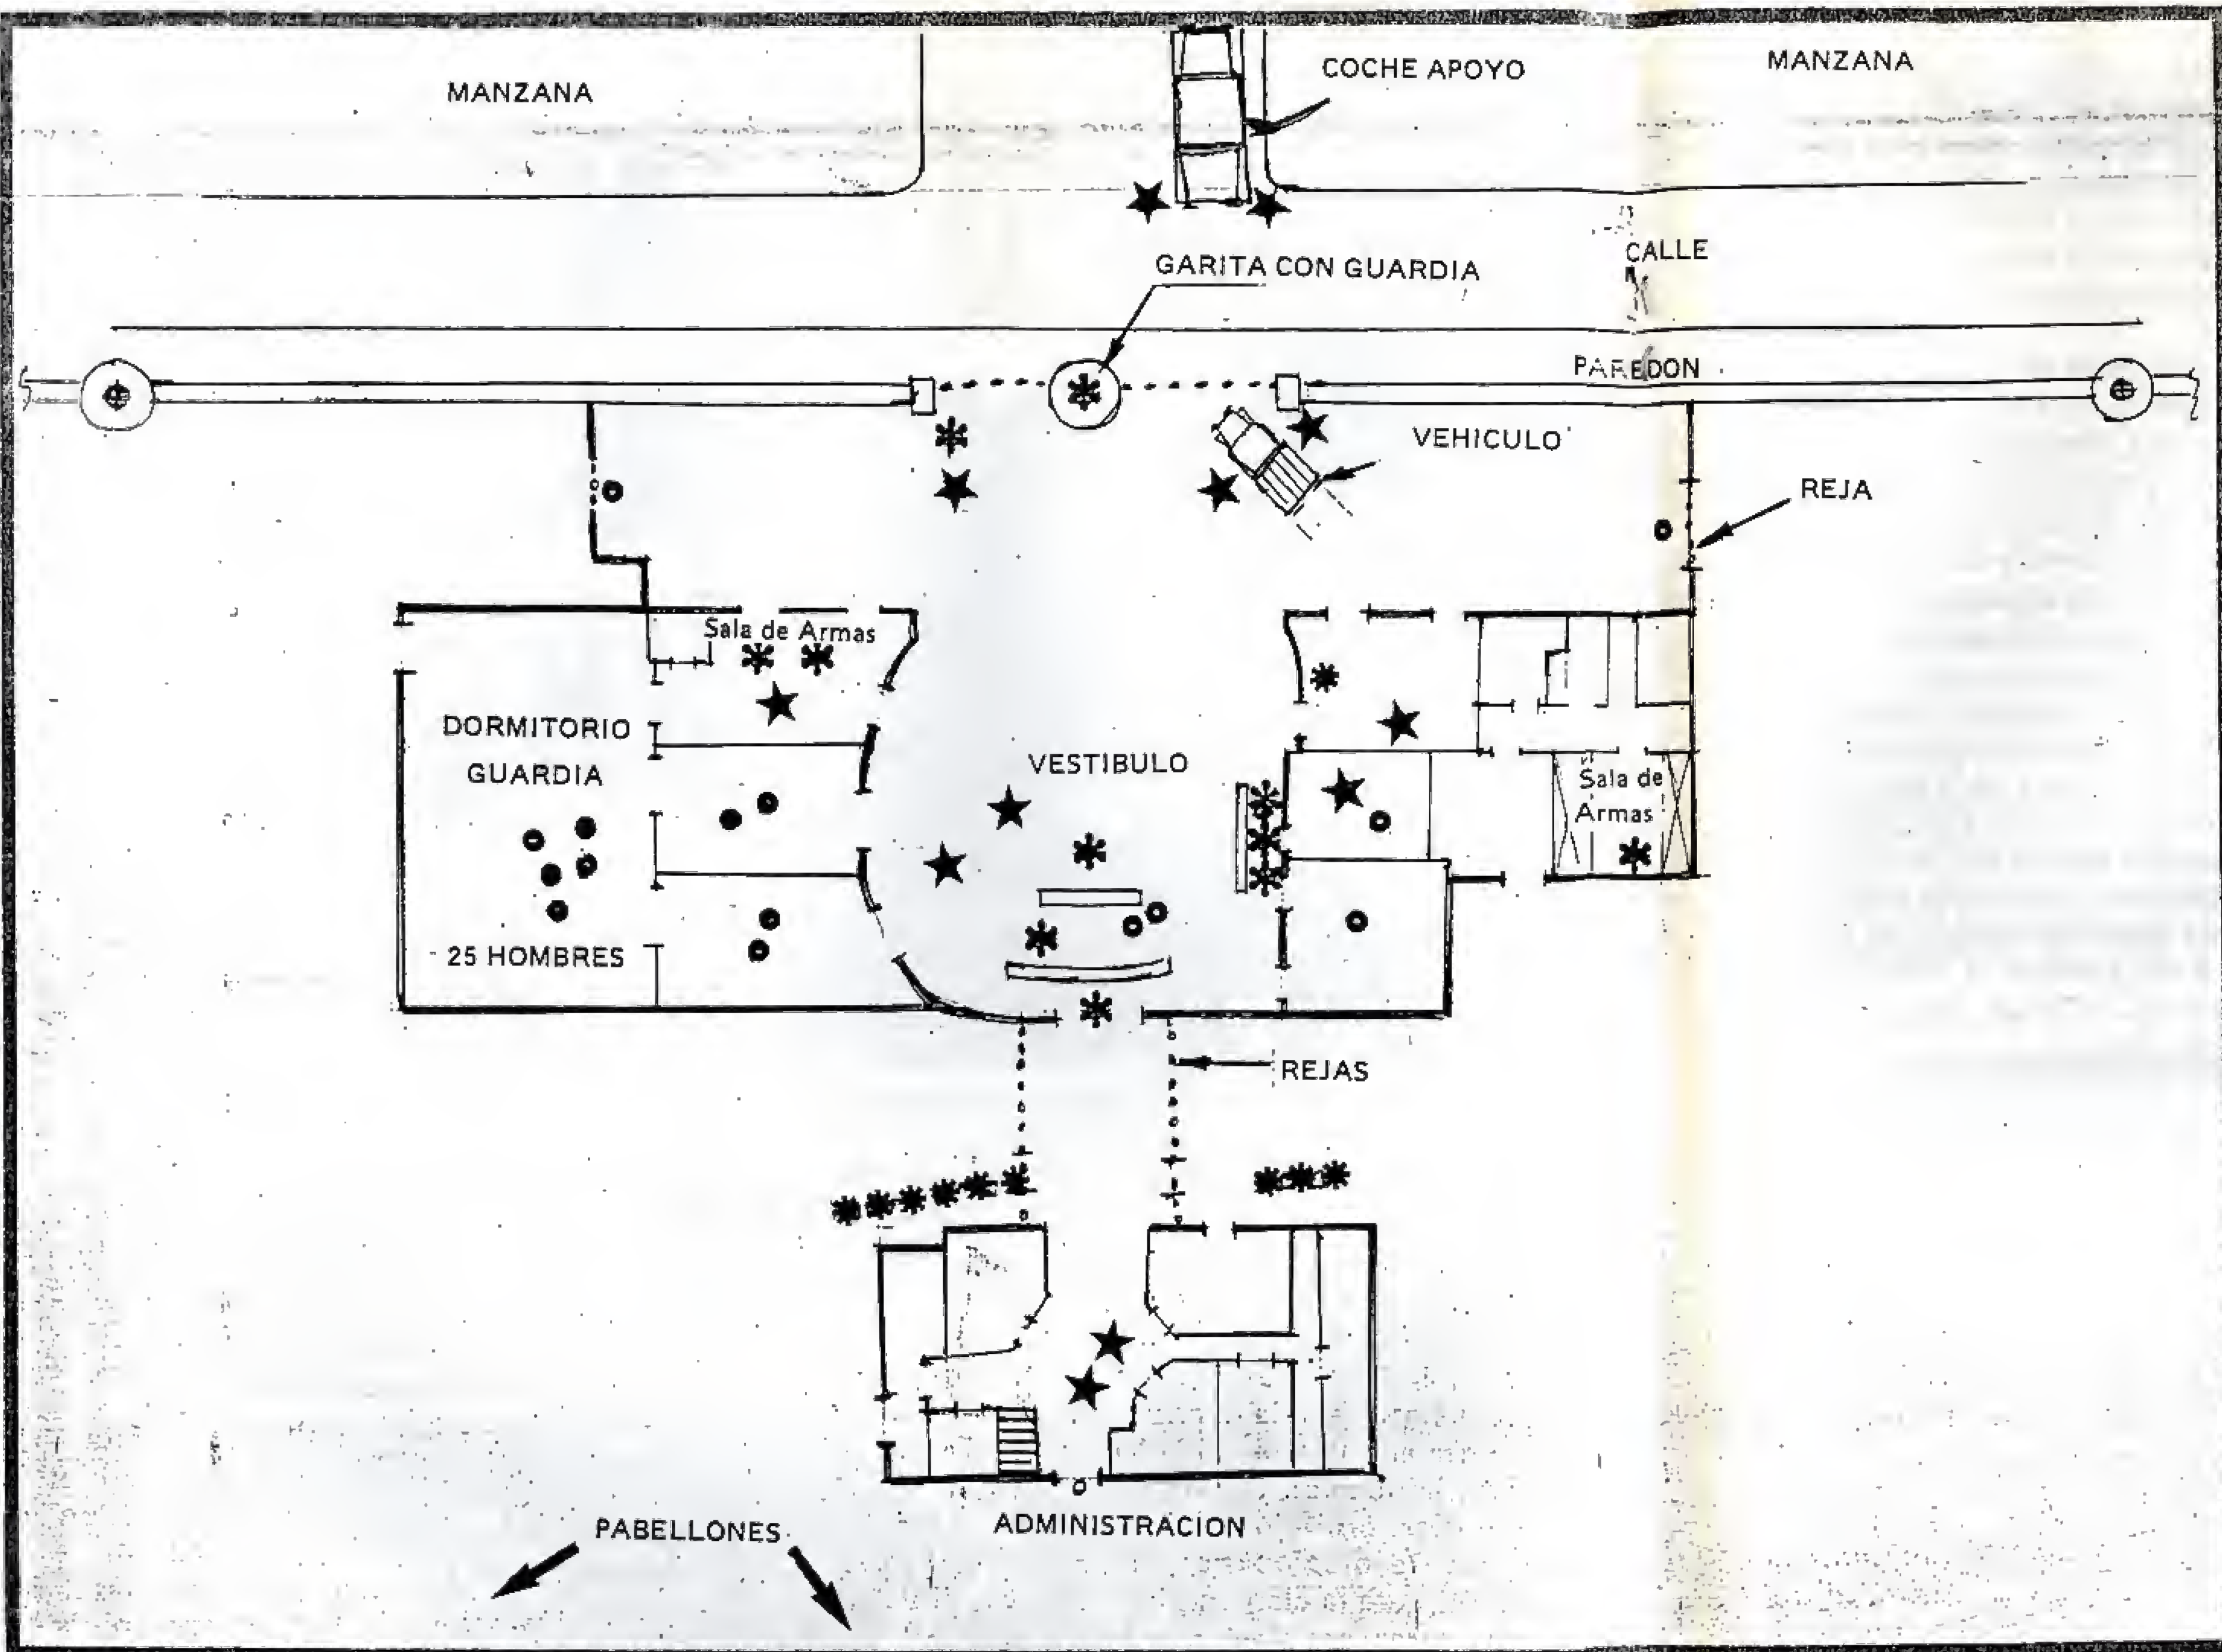 MANZANA
COCHE APOYO
MANZANA
GARITA CON GUARDIA
CALLE
PAREDON
VEHICULO
REJA
Sala de Armas
DORMITORIO
GUARDIA
VESTIBULO
Sala de
Armas
25 HOMBRES
REJAS
PABELLONES
ADMINISTRACION